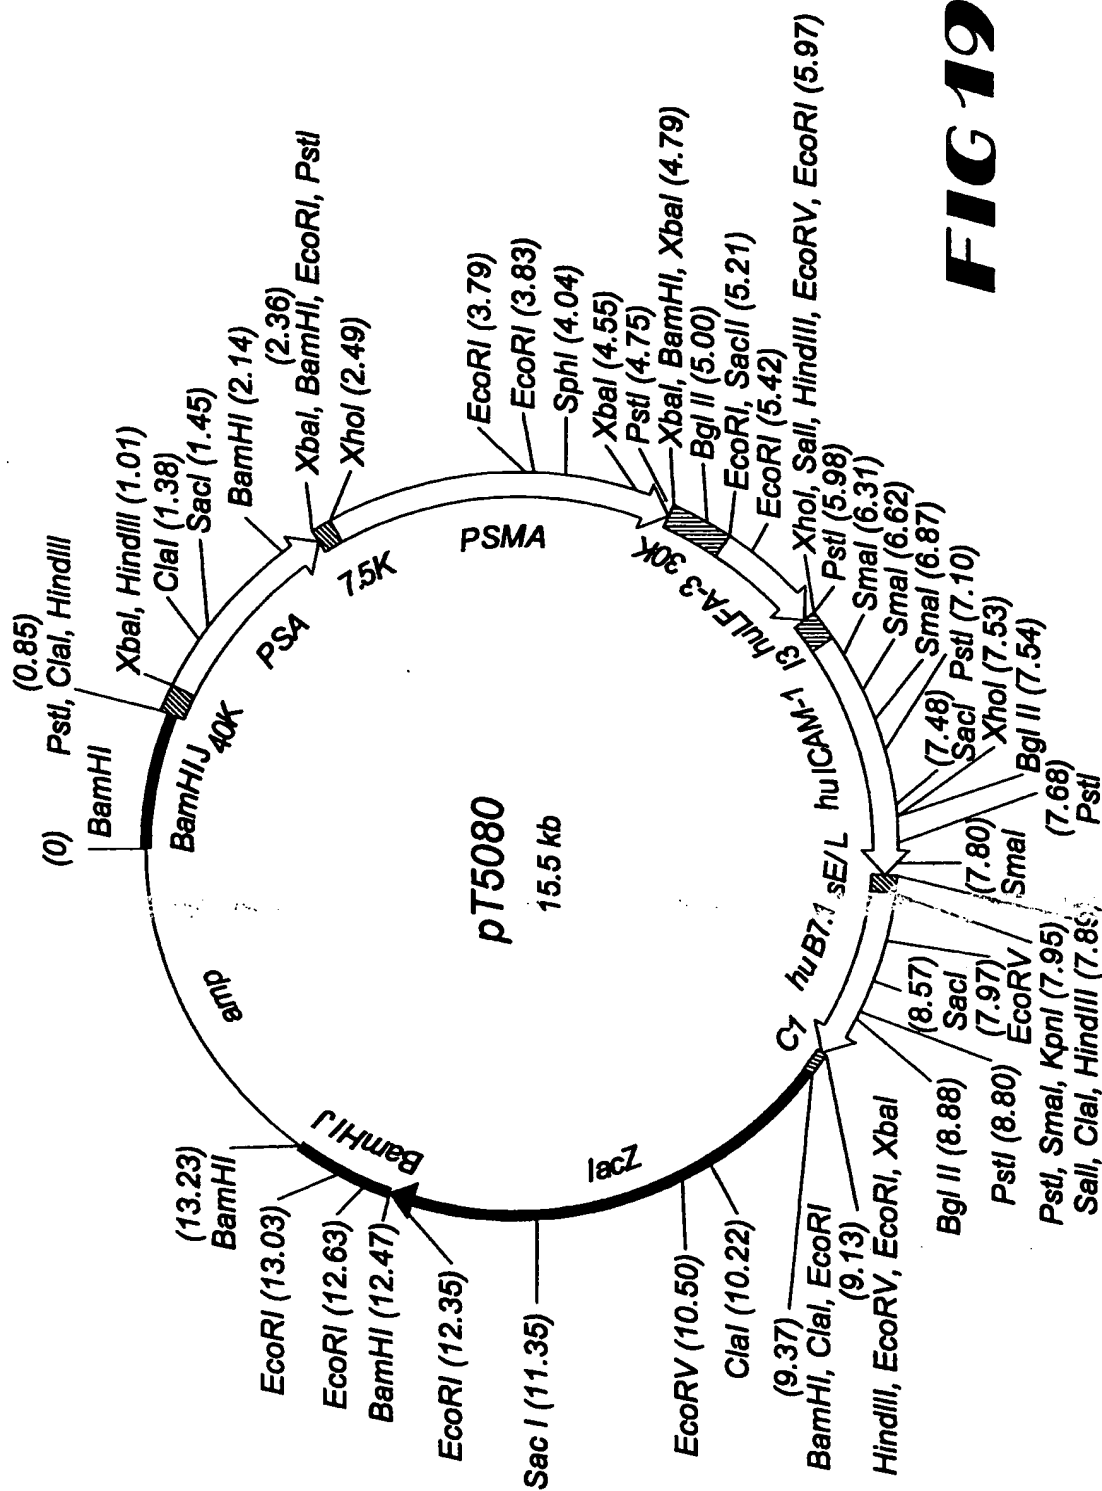 (0)
BamHI
(0.85)
PstI, ClaI, HindIII
XbaI, HindIII (1.01)
ClaI (1.38)
SacI (1.45)
BamHI (2.14)
(2.36)
XbaI, BamHI, EcoRI, PstI
XhoI (2.49)
EcoRI (3.79)
EcoRI (3.83)
SphI (4.04)
XbaI (4.55)
PstI (4.75)
XbaI, BamHI, XbaI (4.79)
Bgl II (5.00)
EcoRI, SacII (5.21)
EcoRI (5.42)
XhoI, SalI, HindIII, EcoRV, EcoRI (5.97)
PstI (5.98)
SmaI (6.31)
SmaI (6.62)
SmaI (6.87)
PstI (7.10)
(7.48)
SacI
XhoI (7.53)
Bgl II (7.54)
(7.68)
PstI
(7.80)
SmaI
SalI, ClaI, HindIII (7.89)
PstI, SmaI, KpnI (7.95)
(7.97)
EcoRV
(8.57)
SacI
PstI (8.80)
Bgl II (8.88)
(9.13)
HindIII, EcoRV, EcoRI, XbaI
(9.37)
BamHI, ClaI, EcoRI
ClaI (10.22)
EcoRV (10.50)
Sac I (11.35)
EcoRI (12.35)
BamHI (12.47)
EcoRI (12.63)
EcoRI (13.03)
(13.23)
BamHI
BamHI J
40K
PSA
7.5K
PSMA
30K
huLFA-3
I3
huICAM-1
sE/L
huB7.1
C1
lacZ
BamHI J
amp
pT5080
15.5 kb
FIG 19